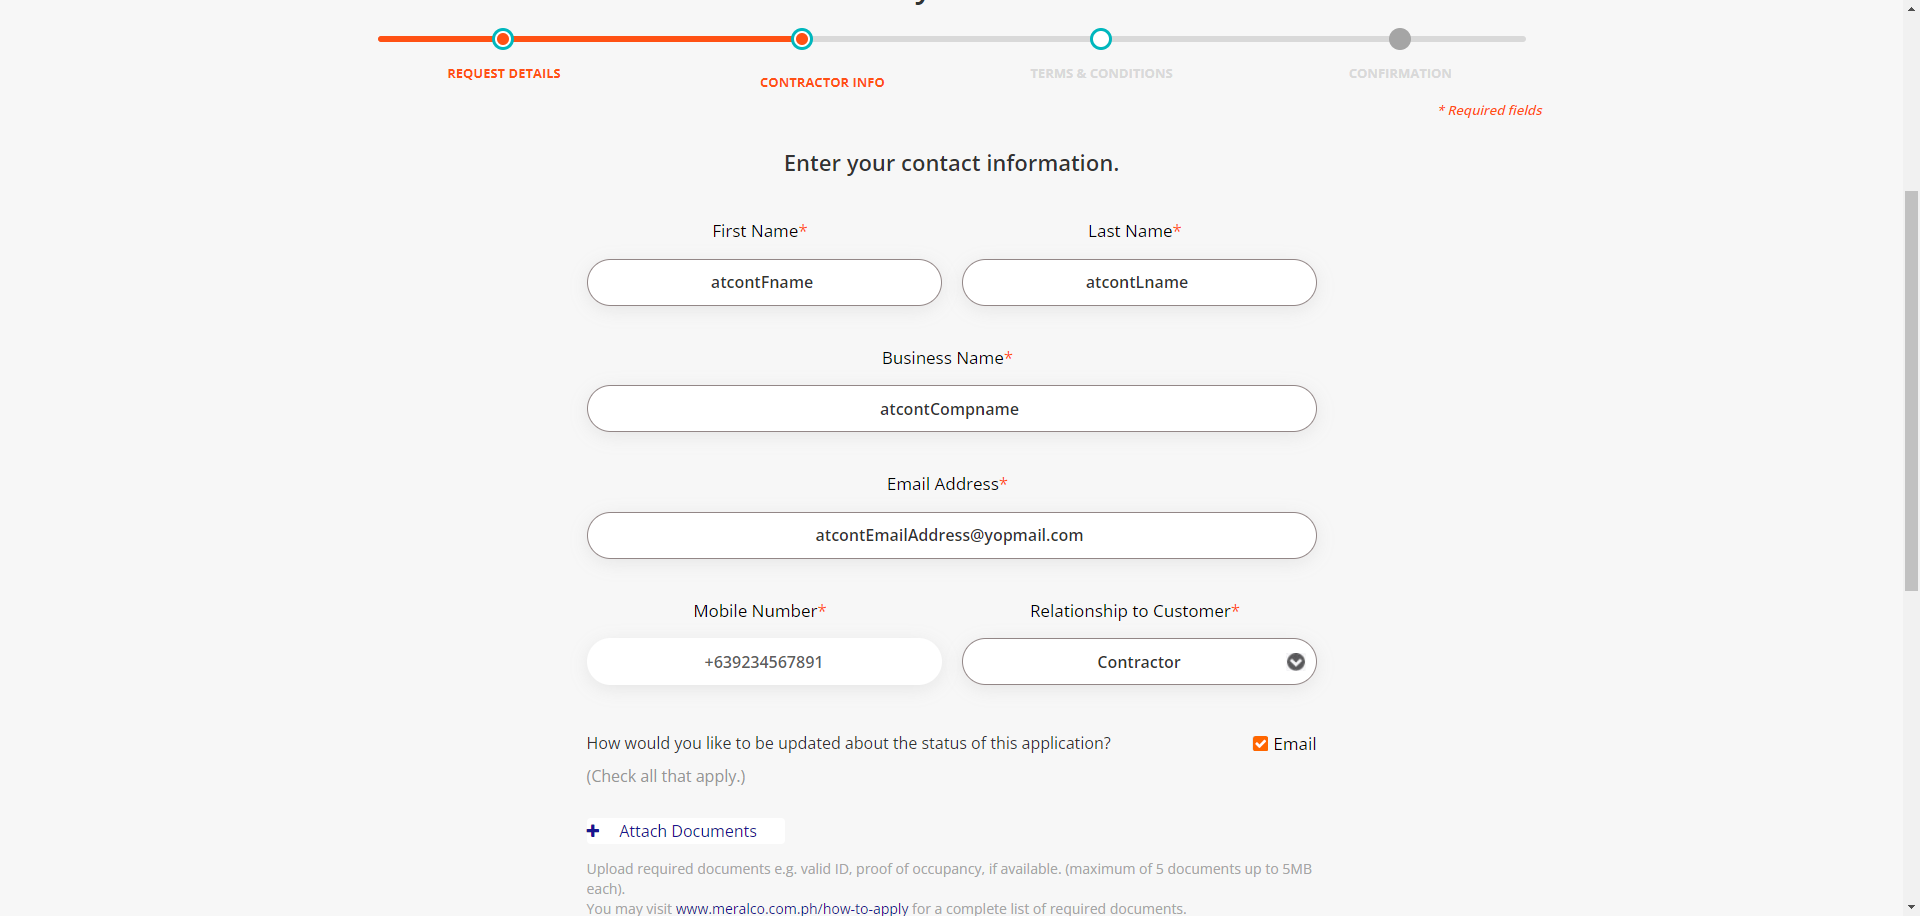 REQUEST DETAILS
CONTRACTOR INFO
TERMS & CONDITIONS
CONFIRMATION
* Required fields
Enter your contact information.
First Name*
Last Name*
atcontFname
atcontLname
Business Name*
atcontCompname
Email Address*
atcontEmailAddress@yopmail.com
Mobile Number*
Relationship to Customer*
+639234567891
Contractor
How would you like to be updated about the status of this application?
Email
(Check all that apply.)
Attach Documents
Upload required documents e.g. valid ID, proof of occupancy, if available. (maximum of 5 documents up to 5MB
each).
You may visit www.meralco.com.ph/how-to-apply for a complete list of required documents.